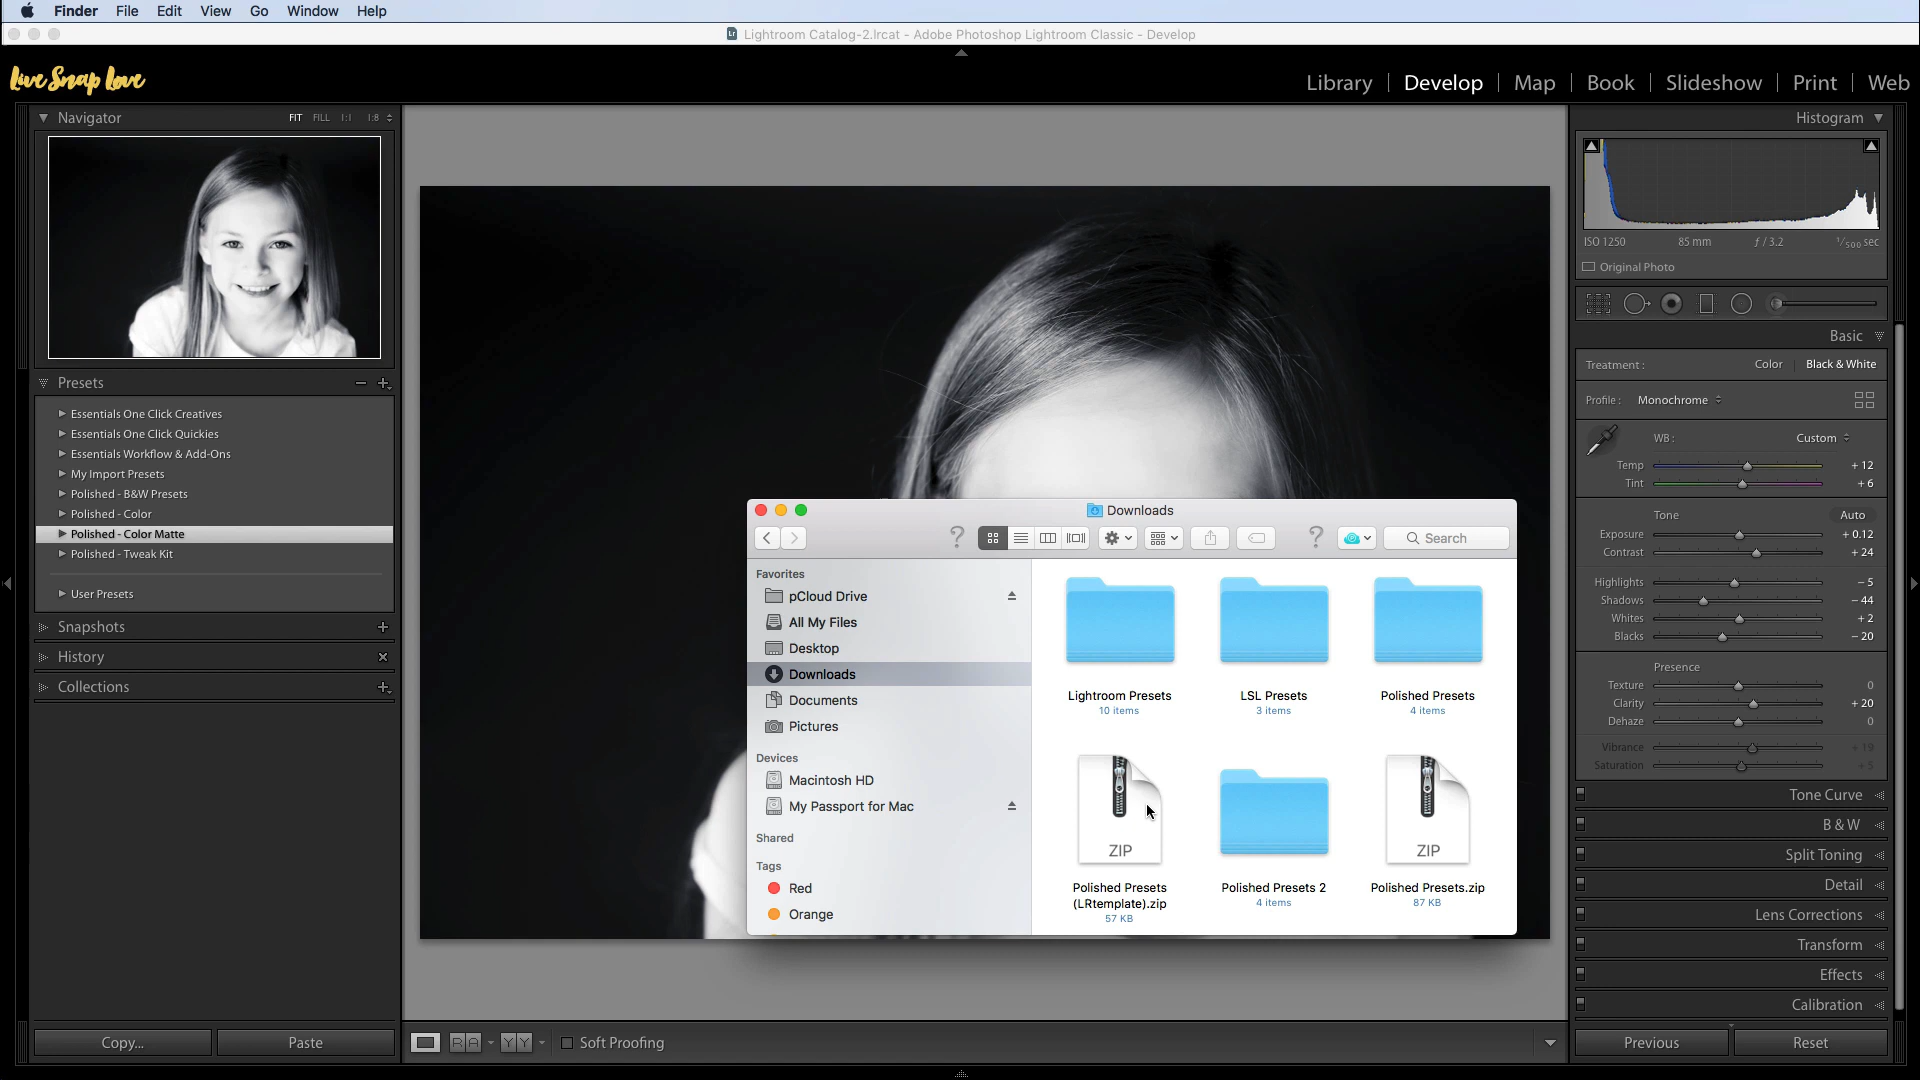 Finder File Edit View Go Window Help
Lightroom Catalog-2.lrcat - Adobe Photoshop Lightroom Classic - Develop
Live Snap Love
Library Develop Map Book Slideshow Print Web
Navigator FIT FILL 1:1 1:8
Presets
Essentials One Click Creatives
Essentials One Click Quickies
Essentials Workflow & Add-Ons
My Import Presets
Polished - B&W Presets
Polished - Color
Polished - Color Matte
Polished - Tweak Kit
User Presets
Snapshots
History
Collections
Copy... Paste
Downloads
Search
Favorites
pCloud Drive
All My Files
Desktop
Downloads
Documents
Pictures
Devices
Macintosh HD
My Passport for Mac
Shared
Tags
Red
Orange
Lightroom Presets
10 items
LSL Presets
3 items
Polished Presets
4 items
ZIP
Polished Presets
(LRtemplate).zip
57 KB
Polished Presets 2
4 items
ZIP
Polished Presets.zip
87 KB
Soft Proofing
Histogram
ISO 1250 85 mm ƒ / 3.2 1/500 sec
Original Photo
Basic
Treatment : Color Black & White
Profile : Monochrome
WB : Custom
Temp + 12
Tint + 6
Tone Auto
Exposure + 0.12
Contrast + 24
Highlights - 5
Shadows - 44
Whites + 2
Blacks - 20
Presence
Texture 0
Clarity + 20
Dehaze 0
Vibrance + 19
Saturation + 5
Tone Curve
B & W
Split Toning
Detail
Lens Corrections
Transform
Effects
Calibration
Previous Reset